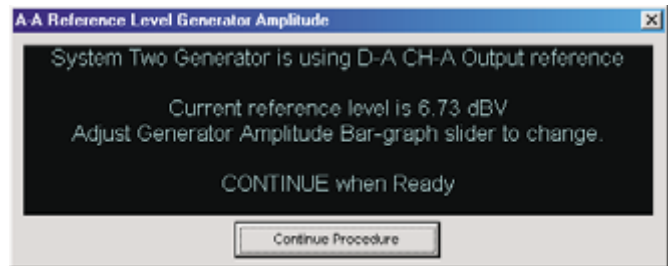 A-A Reference Level Generator Amplitude
System Two Generator is using D-A CH-A Output reference
Current reference level is 6.73 dBV
Adjust Generator Amplitude Bar-graph slider to change.
CONTINUE when Ready
Continue Procedure